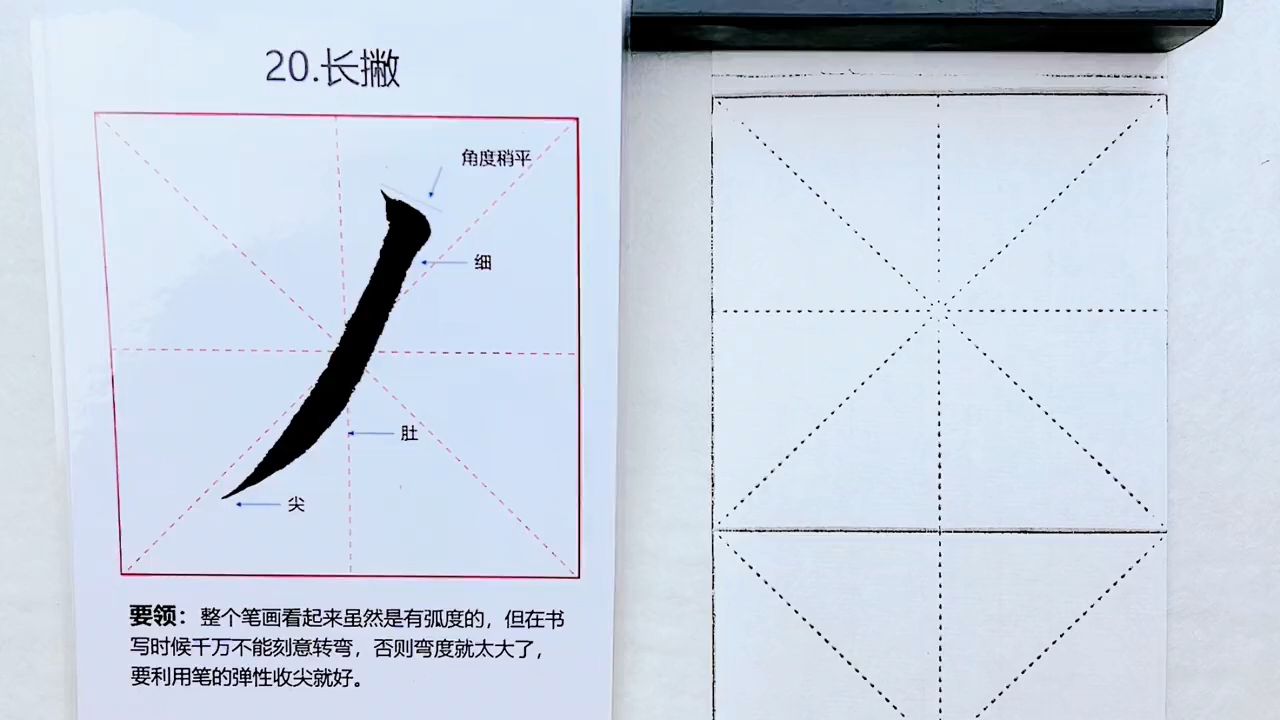 20.长撇
角度稍平
细
肚
尖
要领：整个笔画看起来虽然是有弧度的，但在书
写时候千万不能刻意转弯，否则弯度就太大了，
要利用笔的弹性收尖就好。